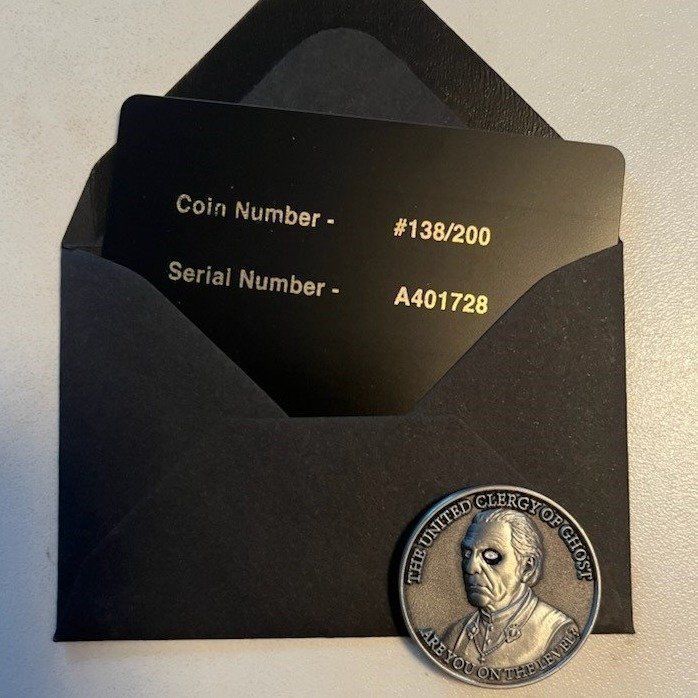 Coin Number - #138/200
Serial Number - A401728
THE UNITED CLERGY OF GHOST
ARE YOU ON THE LEVEL?